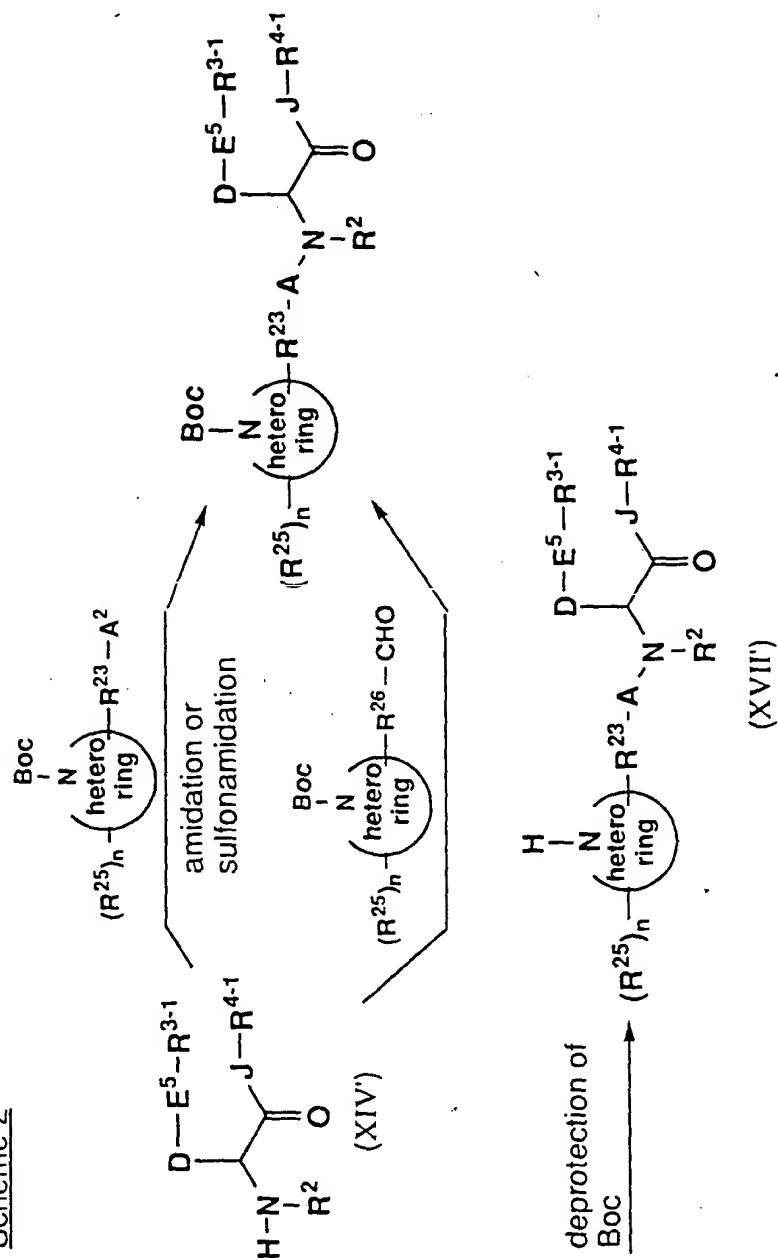 Scheme 2
H–N
R²
D–E⁵–R³⁻¹
J–R⁴⁻¹
O
(XIV')
Boc
N
hetero
ring
(R²⁵)n
R²³–A²
amidation or
sulfonamidation
Boc
N
hetero
ring
(R²⁵)n
R²⁶–CHO
Boc
N
hetero
ring
(R²⁵)n
R²³–A
N
R²
D–E⁵–R³⁻¹
J–R⁴⁻¹
O
deprotection of
Boc
H
N
hetero
ring
(R²⁵)n
R²³–A
N
R²
D–E⁵–R³⁻¹
J–R⁴⁻¹
O
(XVII')